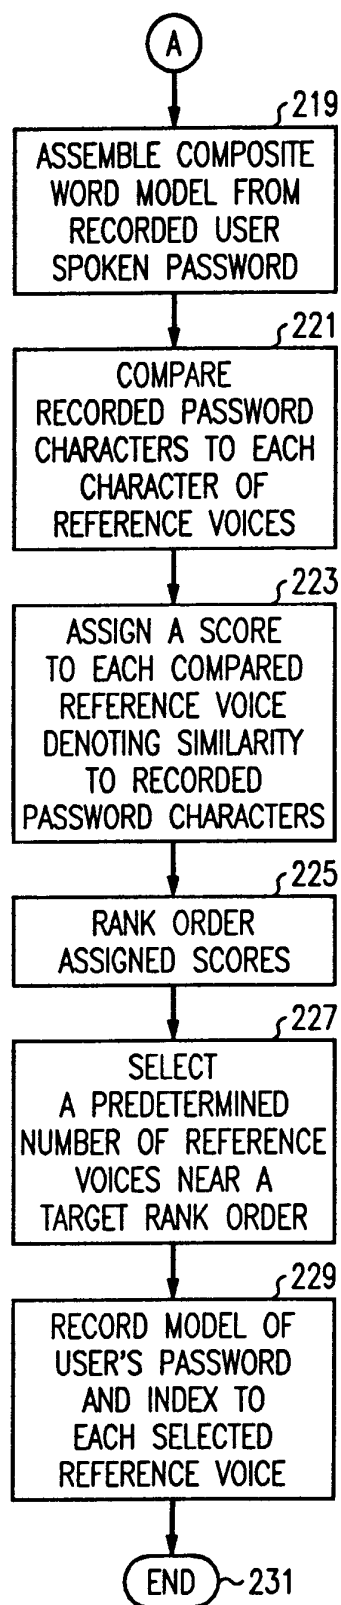 A
219
ASSEMBLE COMPOSITE
WORD MODEL FROM
RECORDED USER
SPOKEN PASSWORD
221
COMPARE
RECORDED PASSWORD
CHARACTERS TO EACH
CHARACTER OF
REFERENCE VOICES
223
ASSIGN A SCORE
TO EACH COMPARED
REFERENCE VOICE
DENOTING SIMILARITY
TO RECORDED
PASSWORD CHARACTERS
225
RANK ORDER
ASSIGNED SCORES
227
SELECT
A PREDETERMINED
NUMBER OF REFERENCE
VOICES NEAR A
TARGET RANK ORDER
229
RECORD MODEL OF
USER'S PASSWORD
AND INDEX TO
EACH SELECTED
REFERENCE VOICE
END 231